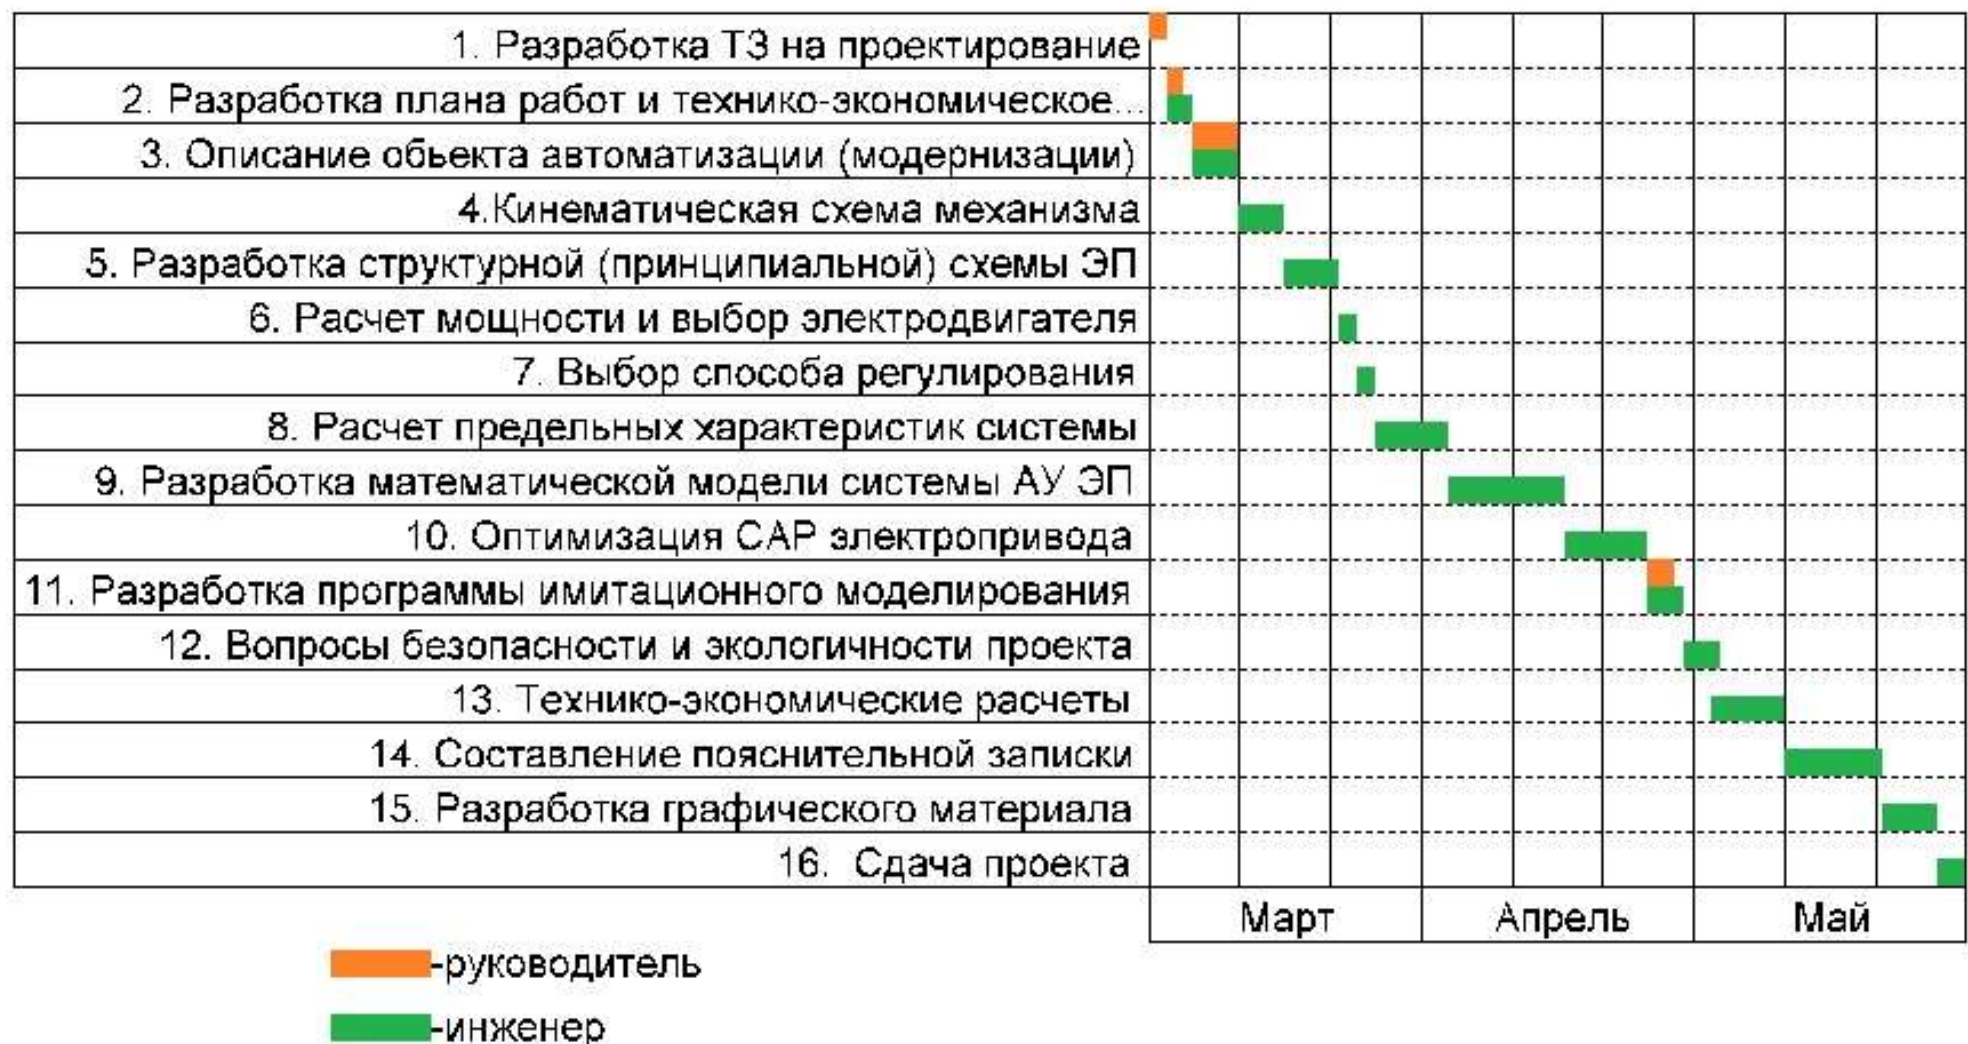 1. Разработка ТЗ на проектирование
2. Разработка плана работ и технико-экономическое...
3. Описание обьекта автоматизации (модернизации)
4.Кинематическая схема механизма
5. Разработка структурной (принципиальной) схемы ЭП
6. Расчет мощности и выбор электродвигателя
7. Выбор способа регулирования
8. Расчет предельных характеристик системы
9. Разработка математической модели системы АУ ЭП
10. Оптимизация САР электропривода
11. Разработка программы имитационного моделирования
12. Вопросы безопасности и экологичности проекта
13. Технико-экономические расчеты
14. Составление пояснительной записки
15. Разработка графического материала
16. Сдача проекта
Март Апрель Май
-руководитель
-инженер